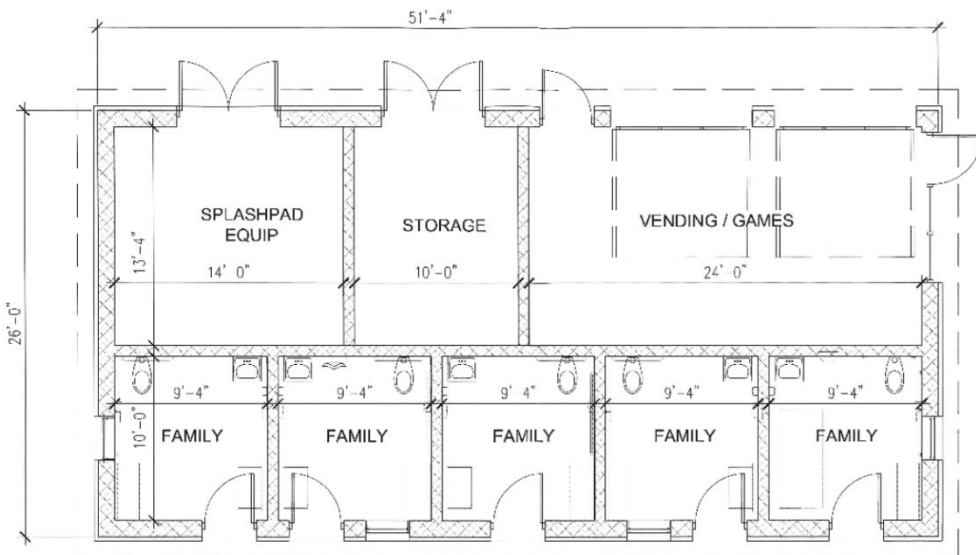 51'-4"
SPLASHPAD
EQUIP
STORAGE
VENDING / GAMES
13'-4"
14'-0"
10'-0"
24'-0"
26'-0"
9'-4"
9'-4"
9'-4"
9'-4"
9'-4"
10'-0"
FAMILY
FAMILY
FAMILY
FAMILY
FAMILY